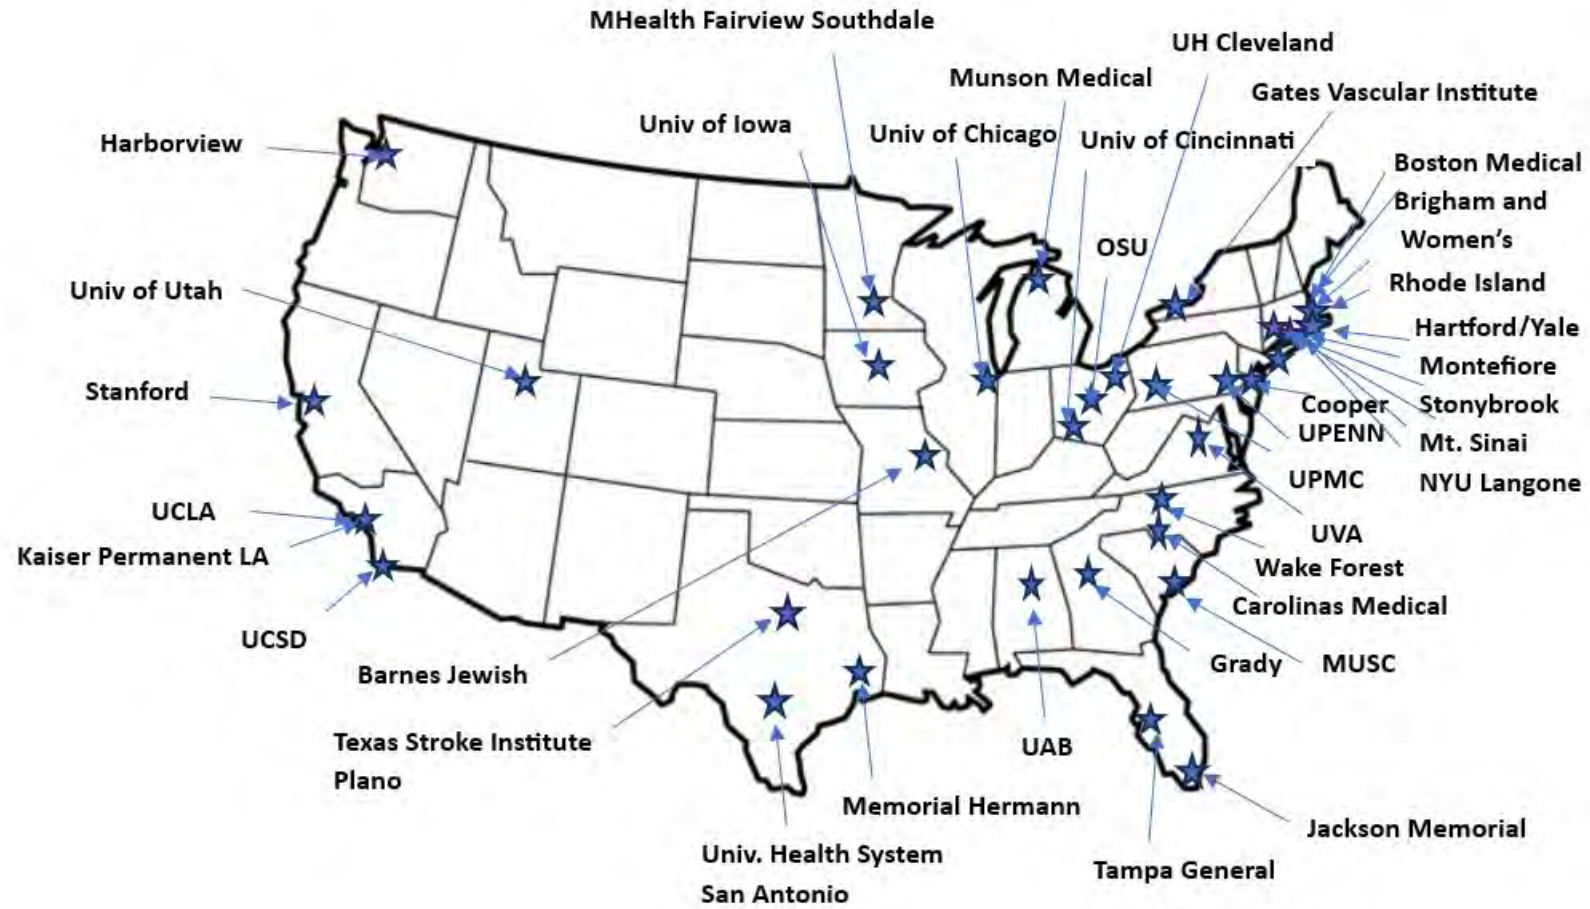 MHealth Fairview Southdale
UH Cleveland
Munson Medical
Gates Vascular Institute
Univ of Iowa
Univ of Chicago
Univ of Cincinnati
Harborview
Boston Medical
Brigham and
Women's
OSU
Rhode Island
Univ of Utah
Hartford/Yale
Montefiore
Stanford
Cooper
Stonybrook
UPENN
Mt. Sinai
UPMC
NYU Langone
UCLA
UVA
Kaiser Permanent LA
Wake Forest
Carolinas Medical
UCSD
Grady
MUSC
Barnes Jewish
Texas Stroke Institute
Plano
UAB
Memorial Hermann
Jackson Memorial
Univ. Health System
San Antonio
Tampa General